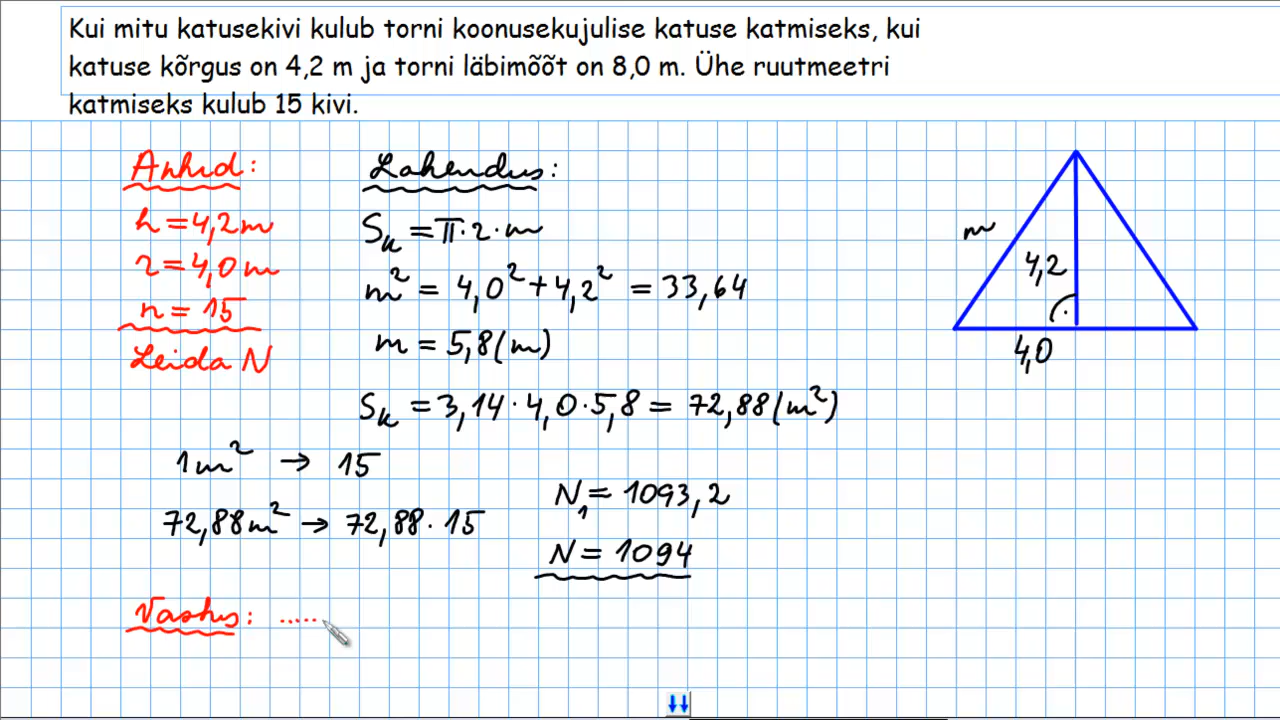 Kui mitu katusekivi kulub torni koonusekujulise katuse katmiseks, kui
katuse kõrgus on 4,2 m ja torni läbimõõt on 8,0 m. Ühe ruutmeetri
katmiseks kulub 15 kivi.
Andmed:
h = 4,2 m
r = 4,0 m
n = 15
Leida N
Lahendus:
Sₖ = π · r · m
m² = 4,0² + 4,2² = 33,64
m = 5,8 (m)
Sₖ = 3,14 · 4,0 · 5,8 = 72,88 (m²)
1 m² → 15
72,88 m² → 72,88 · 15
N₁ = 1093,2
N = 1094
Vastus: ......
m
4,2
4,0